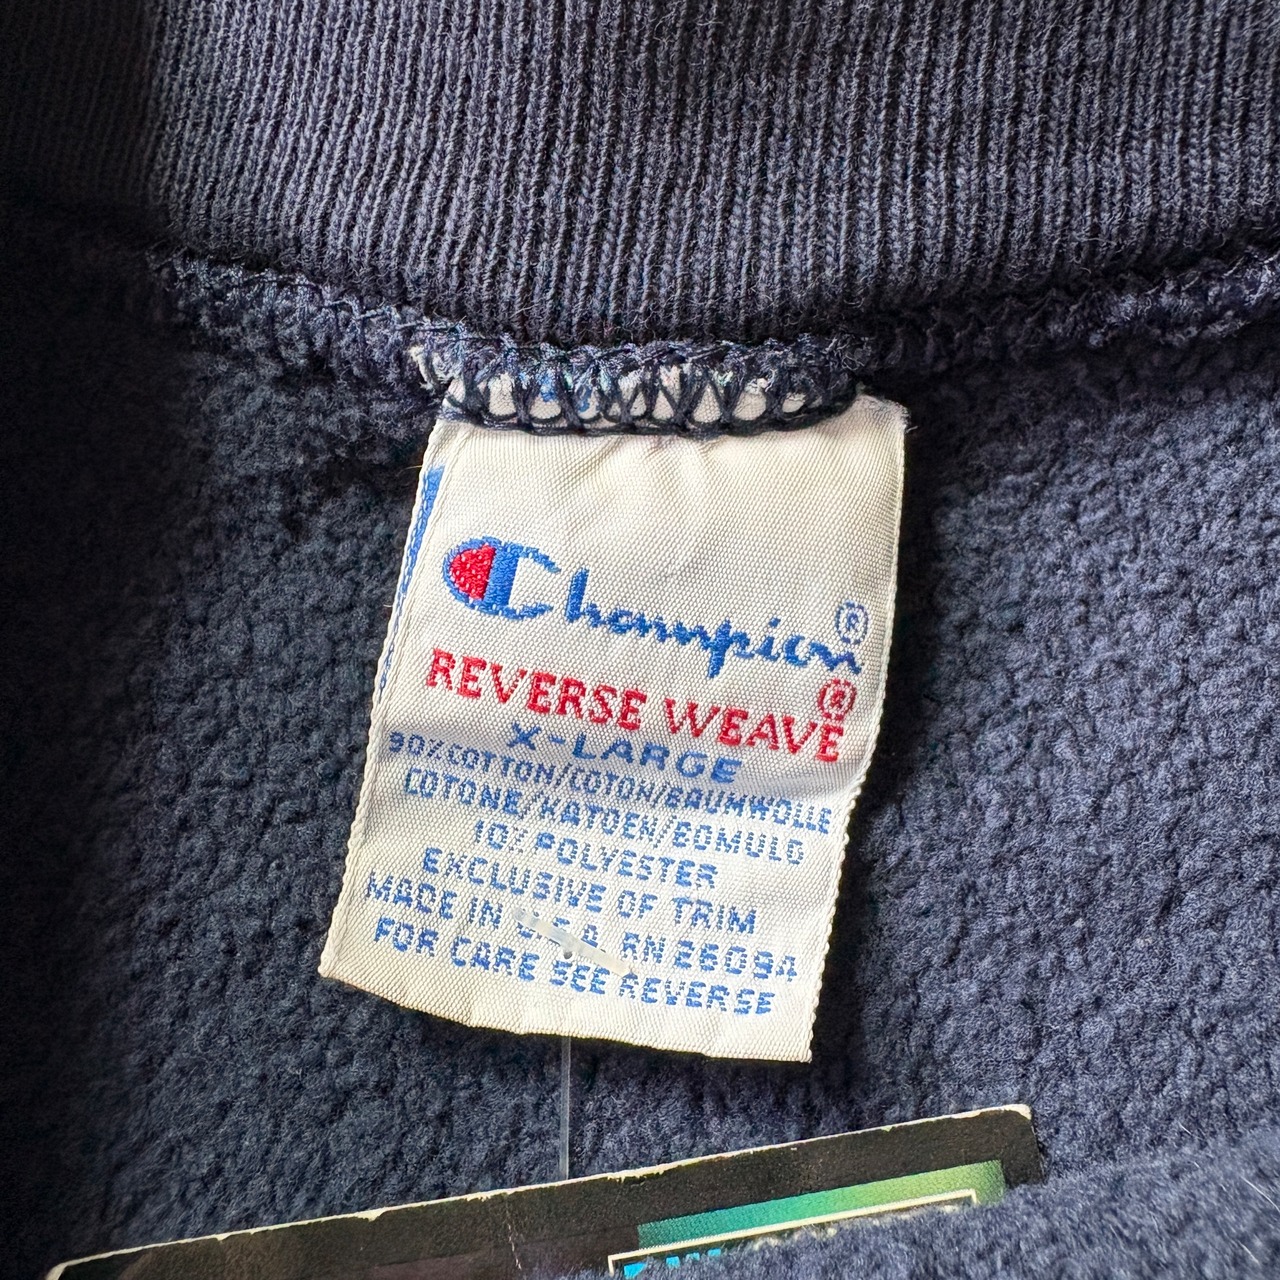 Champion®
REVERSE WEAVE®
X-LARGE
90% COTTON/COTON/BAUMWOLLE
COTONE/KATOEN/BOMULD
10% POLYESTER
EXCLUSIVE OF TRIM
MADE IN U.S.A. RN 26094
FOR CARE SEE REVERSE